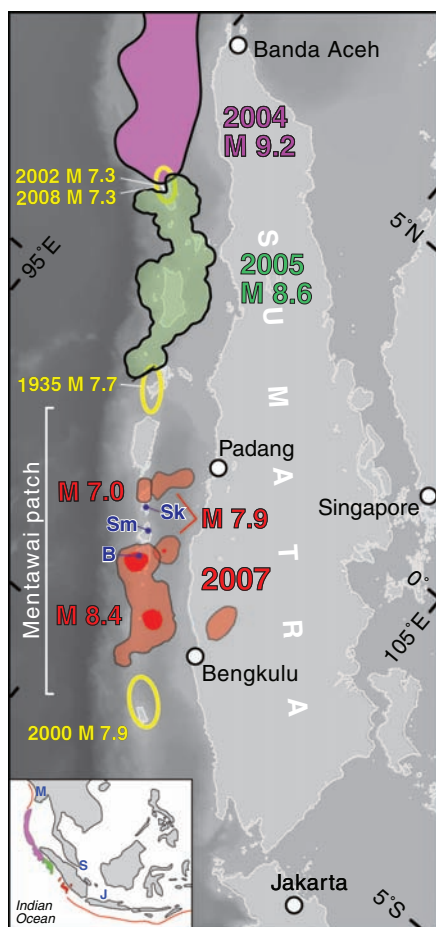 Banda Aceh
2004
M 9.2
2002 M 7.3
2008 M 7.3
5°N
95°E
2005
M 8.6
SUMATRA
1935 M 7.7
Mentawai patch
Padang
M 7.0
Sk
Singapore
M 7.9
Sm
B
2007
0°
M 8.4
105°E
Bengkulu
2000 M 7.9
M
S
J
Indian
Ocean
Jakarta
5°S